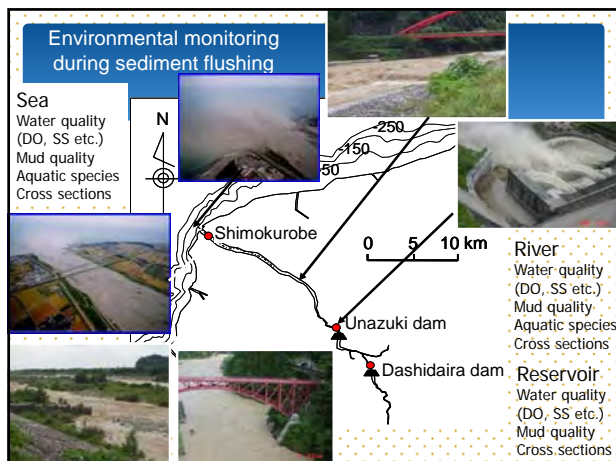 Environmental monitoring
during sediment flushing
Sea
Water quality
(DO, SS etc.)
Mud quality
Aquatic species
Cross sections
N
-250
-150
-50
Shimokurobe
0 5 10 km
Unazuki dam
Dashidaira dam
River
Water quality
(DO, SS etc.)
Mud quality
Aquatic species
Cross sections
Reservoir
Water quality
(DO, SS etc.)
Mud quality
Cross sections